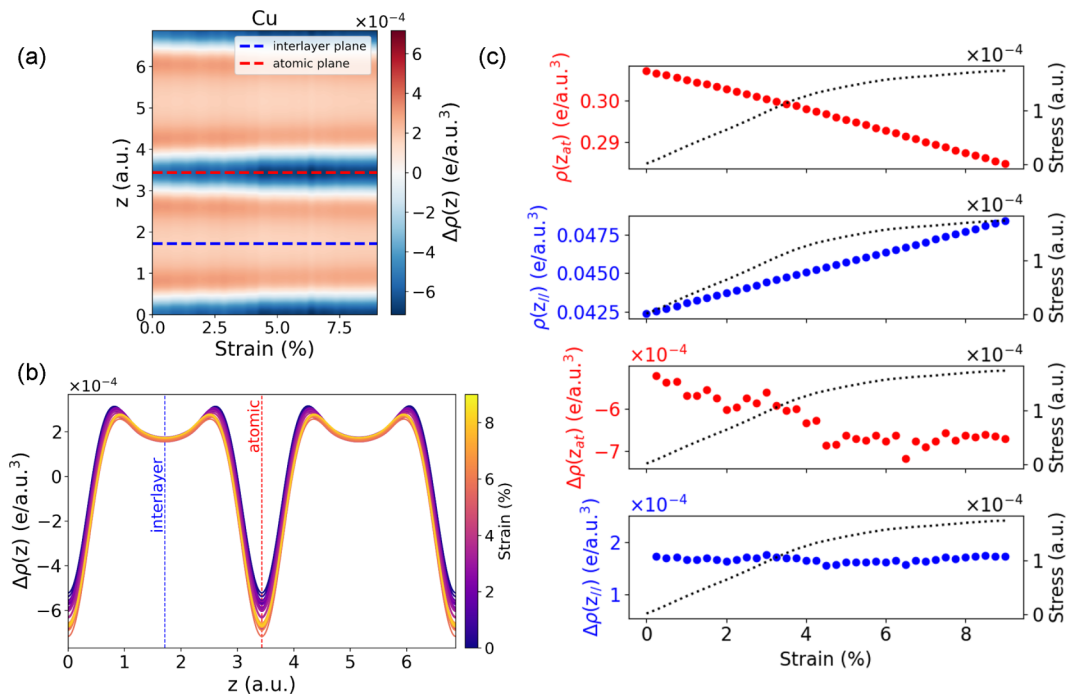 (a)
Cu
×10⁻⁴
interlayer plane
atomic plane
z (a.u.)
6
5
4
3
2
1
0
0.0 2.5 5.0 7.5
Strain (%)
6
4
2
0
−2
−4
−6
Δρ(z) (e/a.u.³)
(b)
×10⁻⁴
Δρ(z) (e/a.u.³)
2
0
−2
−4
−6
interlayer
atomic
0 1 2 3 4 5 6
z (a.u.)
8
6
4
2
0
Strain (%)
(c)
×10⁻⁴
ρ(z_at) (e/a.u.³)
0.30
0.29
1
0
Stress (a.u.)
×10⁻⁴
ρ(z_//) (e/a.u.³)
0.0475
0.0450
0.0425
1
0
Stress (a.u.)
×10⁻⁴ ×10⁻⁴
Δρ(z_at) (e/a.u.³)
−6
−7
1
0
Stress (a.u.)
×10⁻⁴ ×10⁻⁴
Δρ(z_//) (e/a.u.³)
2
1
1
0
Stress (a.u.)
0 2 4 6 8
Strain (%)